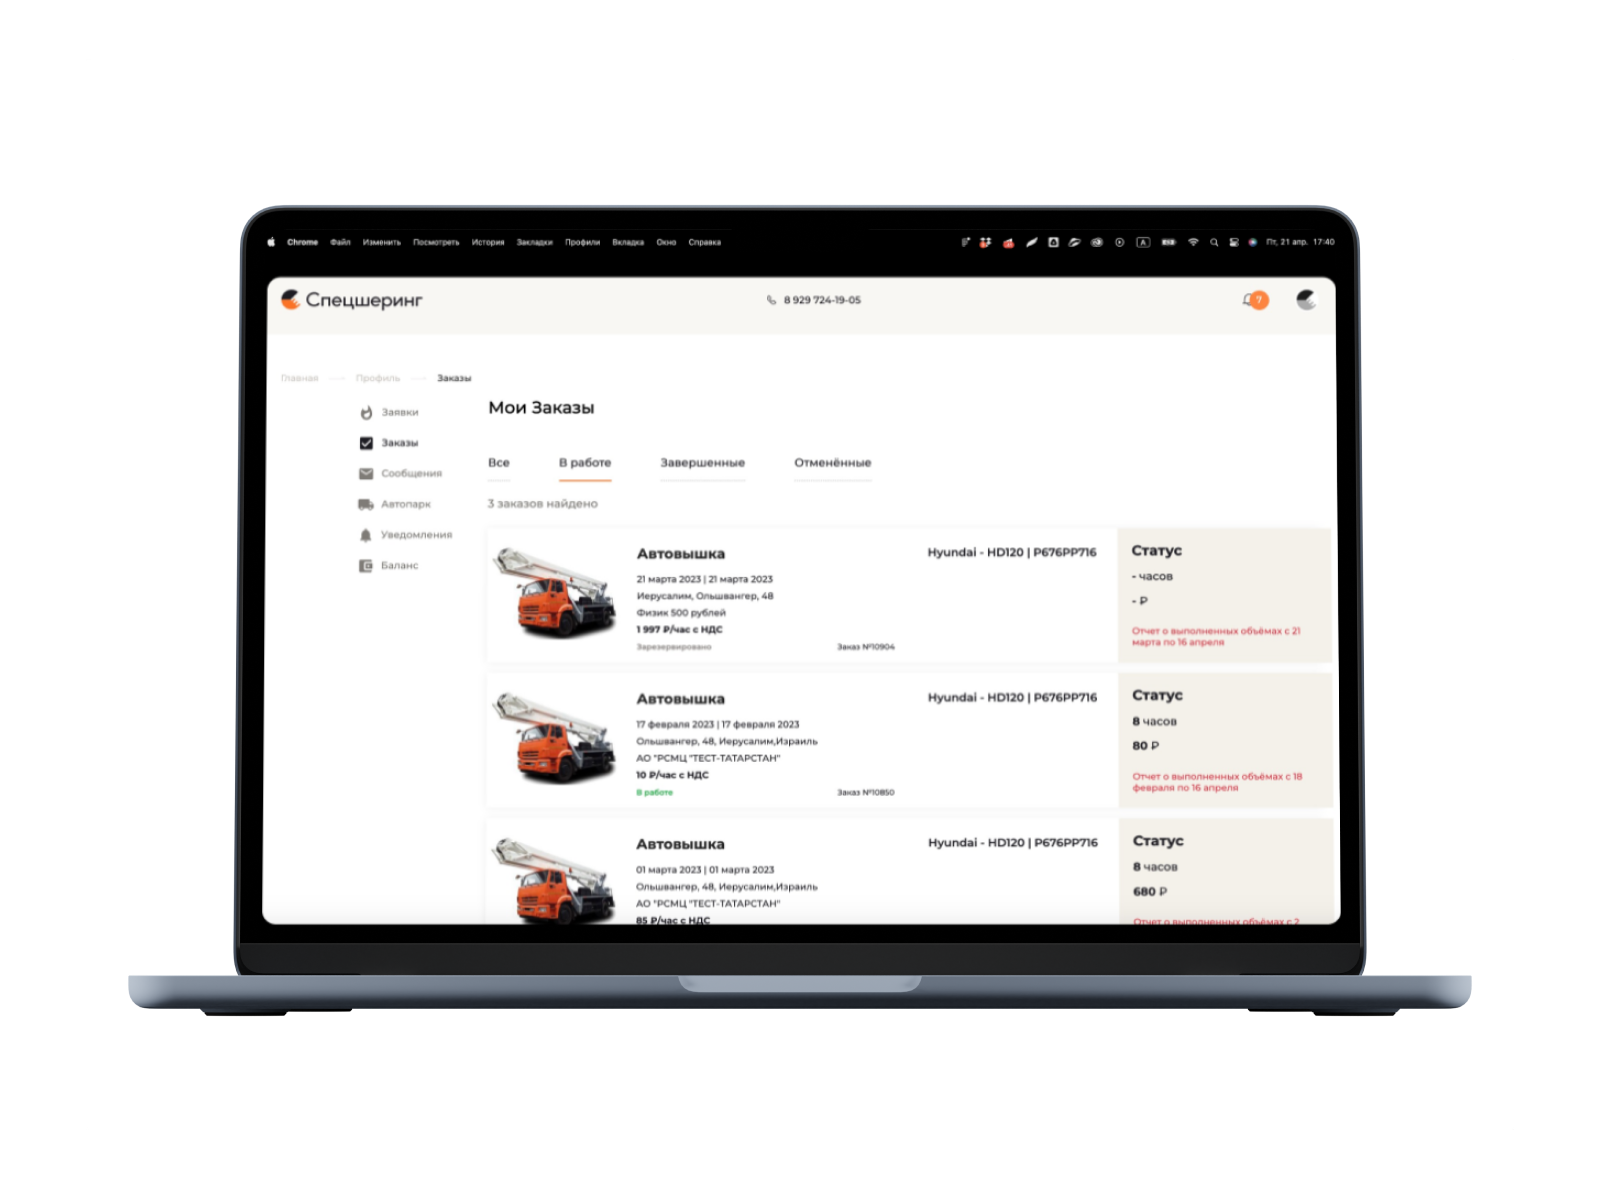 Chrome Файл Изменить Посмотреть История Закладки Профили Вкладка Окно Справка
A
Пт, 21 апр. 17:40
Спецшеринг
8 929 724-19-05
7
Главная
Профиль
Заказы
Заявки
Заказы
Сообщения
Автопарк
Уведомления
Баланс
Мои Заказы
Все
В работе
Завершенные
Отменённые
3 заказов найдено
Автовышка
Hyundai - HD120 | Р676РР716
21 марта 2023 | 21 марта 2023
Иерусалим, Ольшвангер, 48
Физик 500 рублей
1 997 ₽/час с НДС
Зарезервировано
Заказ №10904
Статус
- часов
- ₽
Отчет о выполненных объёмах с 21
марта по 16 апреля
Автовышка
Hyundai - HD120 | Р676РР716
17 февраля 2023 | 17 февраля 2023
Ольшвангер, 48, Иерусалим,Израиль
АО "РСМЦ "ТЕСТ-ТАТАРСТАН"
10 ₽/час с НДС
В работе
Заказ №10850
Статус
8 часов
80 ₽
Отчет о выполненных объёмах с 18
февраля по 16 апреля
Автовышка
Hyundai - HD120 | Р676РР716
01 марта 2023 | 01 марта 2023
Ольшвангер, 48, Иерусалим,Израиль
АО "РСМЦ "ТЕСТ-ТАТАРСТАН"
85 ₽/час с НДС
Статус
8 часов
680 ₽
Отчет о выполненных объёмах с 2